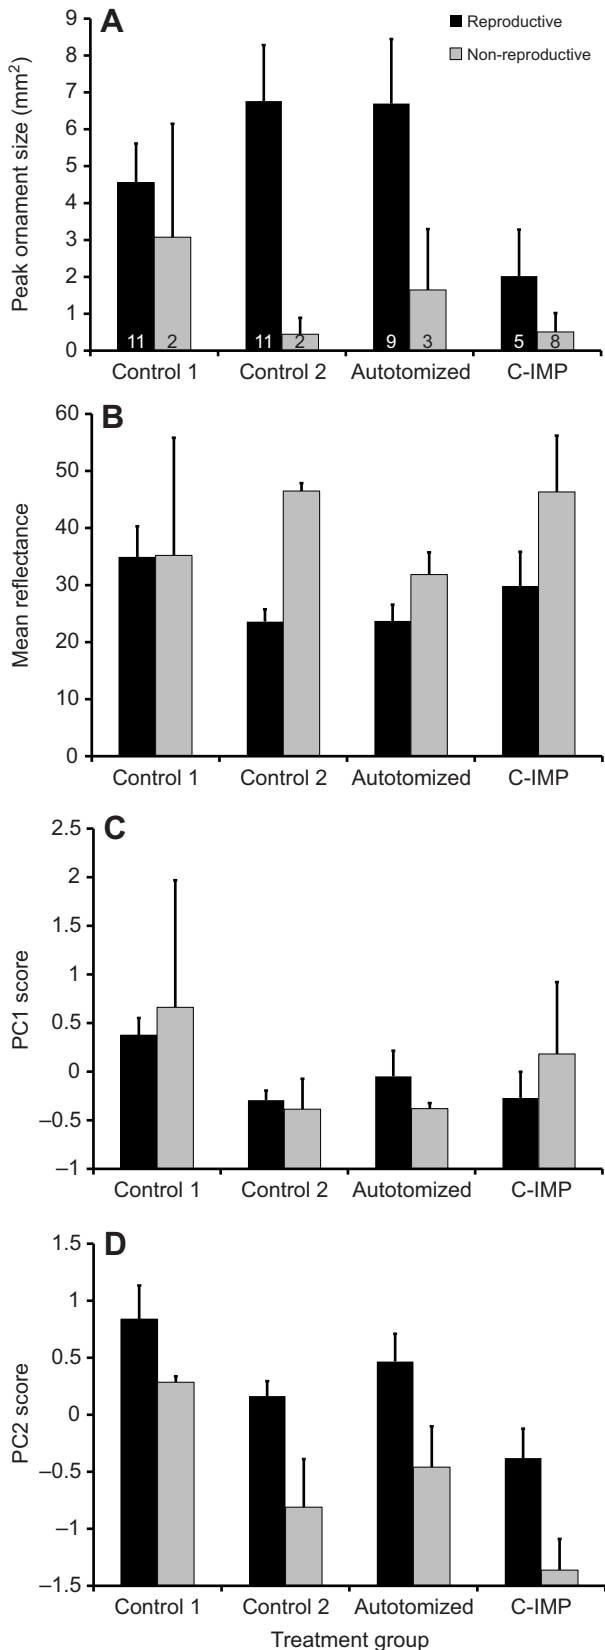 A
Reproductive
Non-reproductive
Peak ornament size (mm²)
9
8
7
6
5
4
3
2
1
0
11 2 11 2 9 3 5 8
Control 1 Control 2 Autotomized C-IMP
B
Mean reflectance
60
50
40
30
20
10
0
Control 1 Control 2 Autotomized C-IMP
C
PC1 score
2.5
2
1.5
1
0.5
0
–0.5
–1
Control 1 Control 2 Autotomized C-IMP
D
PC2 score
1.5
1
0.5
0
–0.5
–1
–1.5
Control 1 Control 2 Autotomized C-IMP
Treatment group